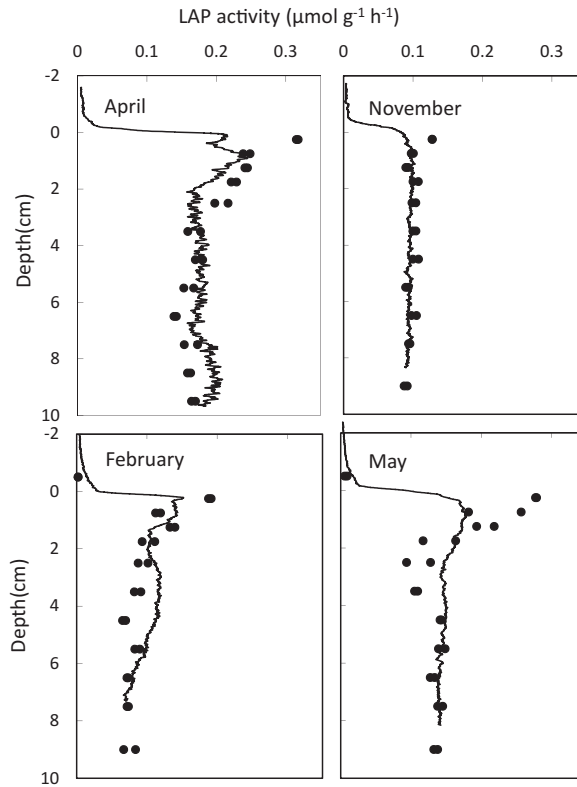 LAP activity (µmol g⁻¹ h⁻¹)
0 0.1 0.2 0.3 0 0.1 0.2 0.3
-2
April
November
0
2
4
Depth(cm)
6
8
10
-2
February
May
0
2
4
Depth(cm)
6
8
10